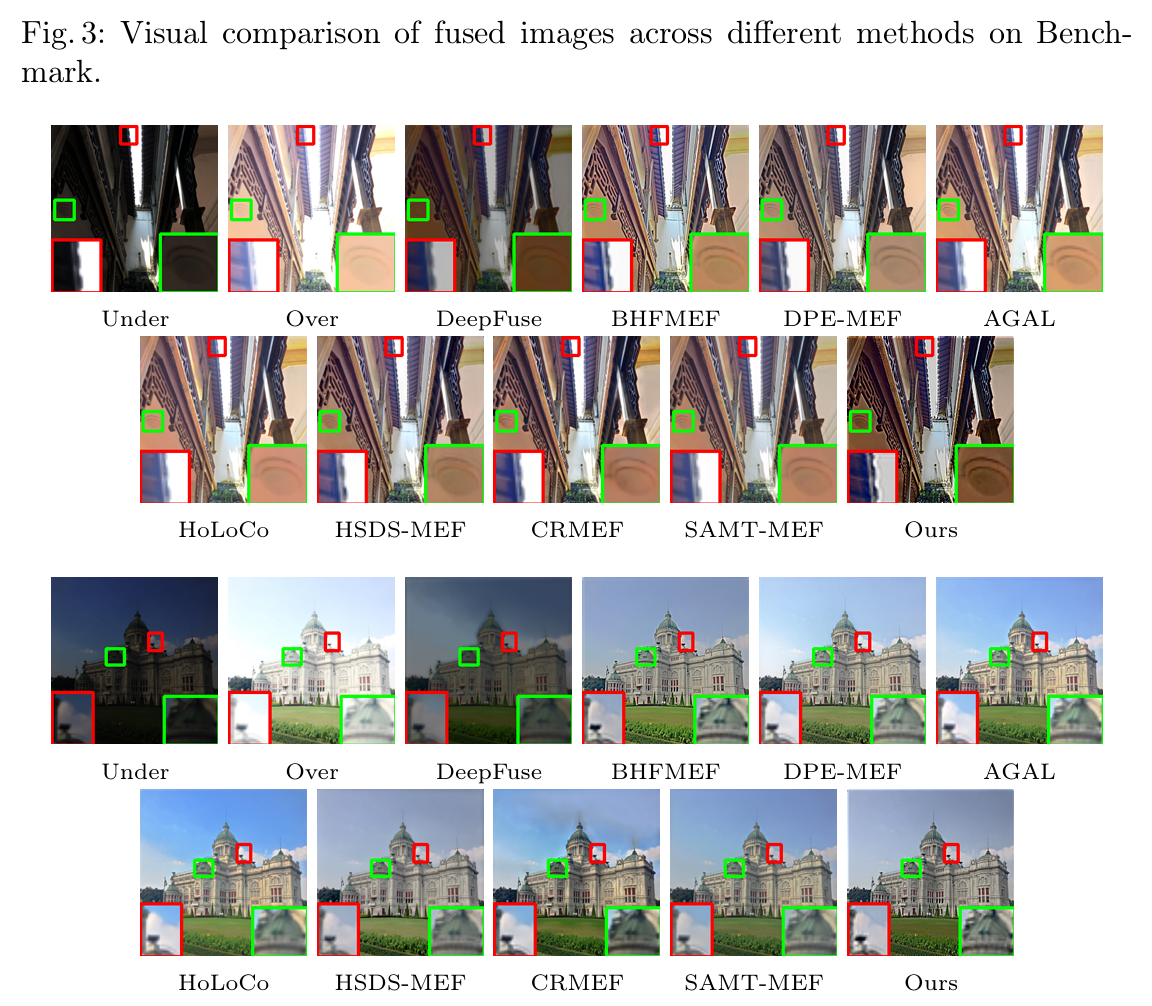 Fig. 3: Visual comparison of fused images across different methods on Bench-
mark.
Under Over DeepFuse BHFMEF DPE-MEF AGAL
HoLoCo HSDS-MEF CRMEF SAMT-MEF Ours
Under Over DeepFuse BHFMEF DPE-MEF AGAL
HoLoCo HSDS-MEF CRMEF SAMT-MEF Ours